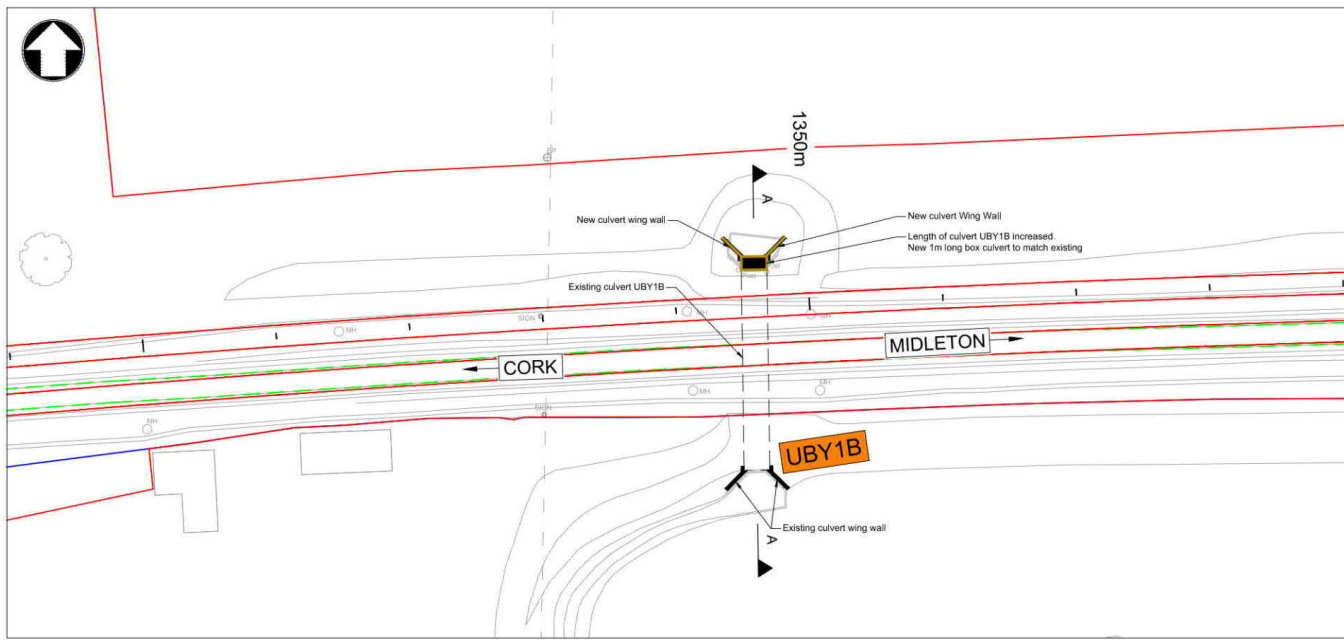 1350m
A
New culvert wing wall
New culvert Wing Wall
Length of culvert UBY1B increased.
New 1m long box culvert to match existing
Existing culvert UBY1B
SIGN
MH
MH
MH
CORK
MIDLETON
MH
MH
MH
SIGN
UBY1B
Existing culvert wing wall
A